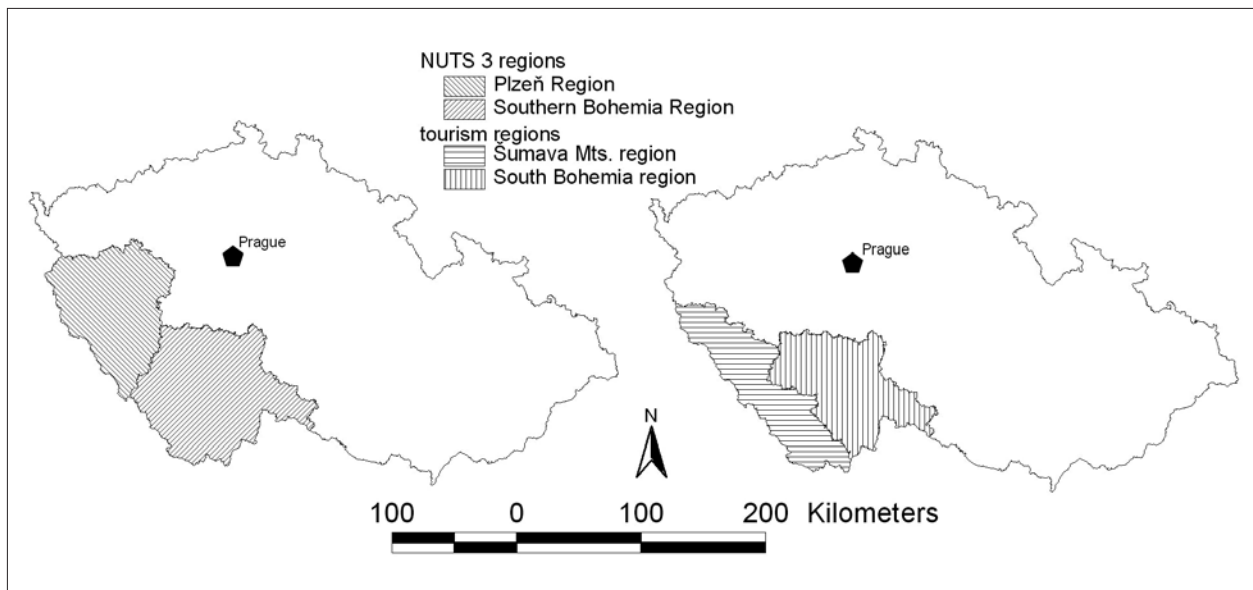 NUTS 3 regions
Plzeň Region
Southern Bohemia Region
tourism regions
Šumava Mts. region
South Bohemia region
Prague
Prague
N
100 0 100 200 Kilometers